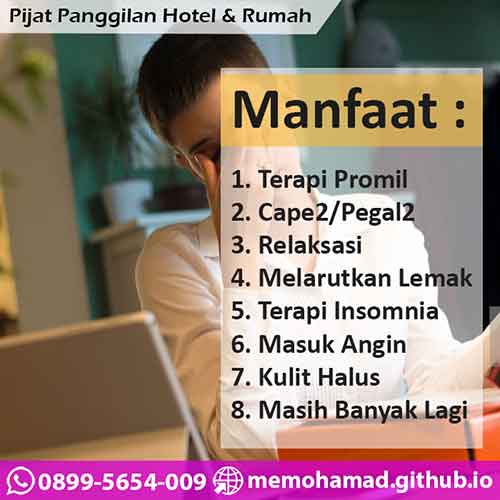 Pijat Panggilan Hotel & Rumah
Manfaat :
1. Terapi Promil
2. Cape2/Pegal2
3. Relaksasi
4. Melarutkan Lemak
5. Terapi Insomnia
6. Masuk Angin
7. Kulit Halus
8. Masih Banyak Lagi
0899-5654-009 memohamad.github.io